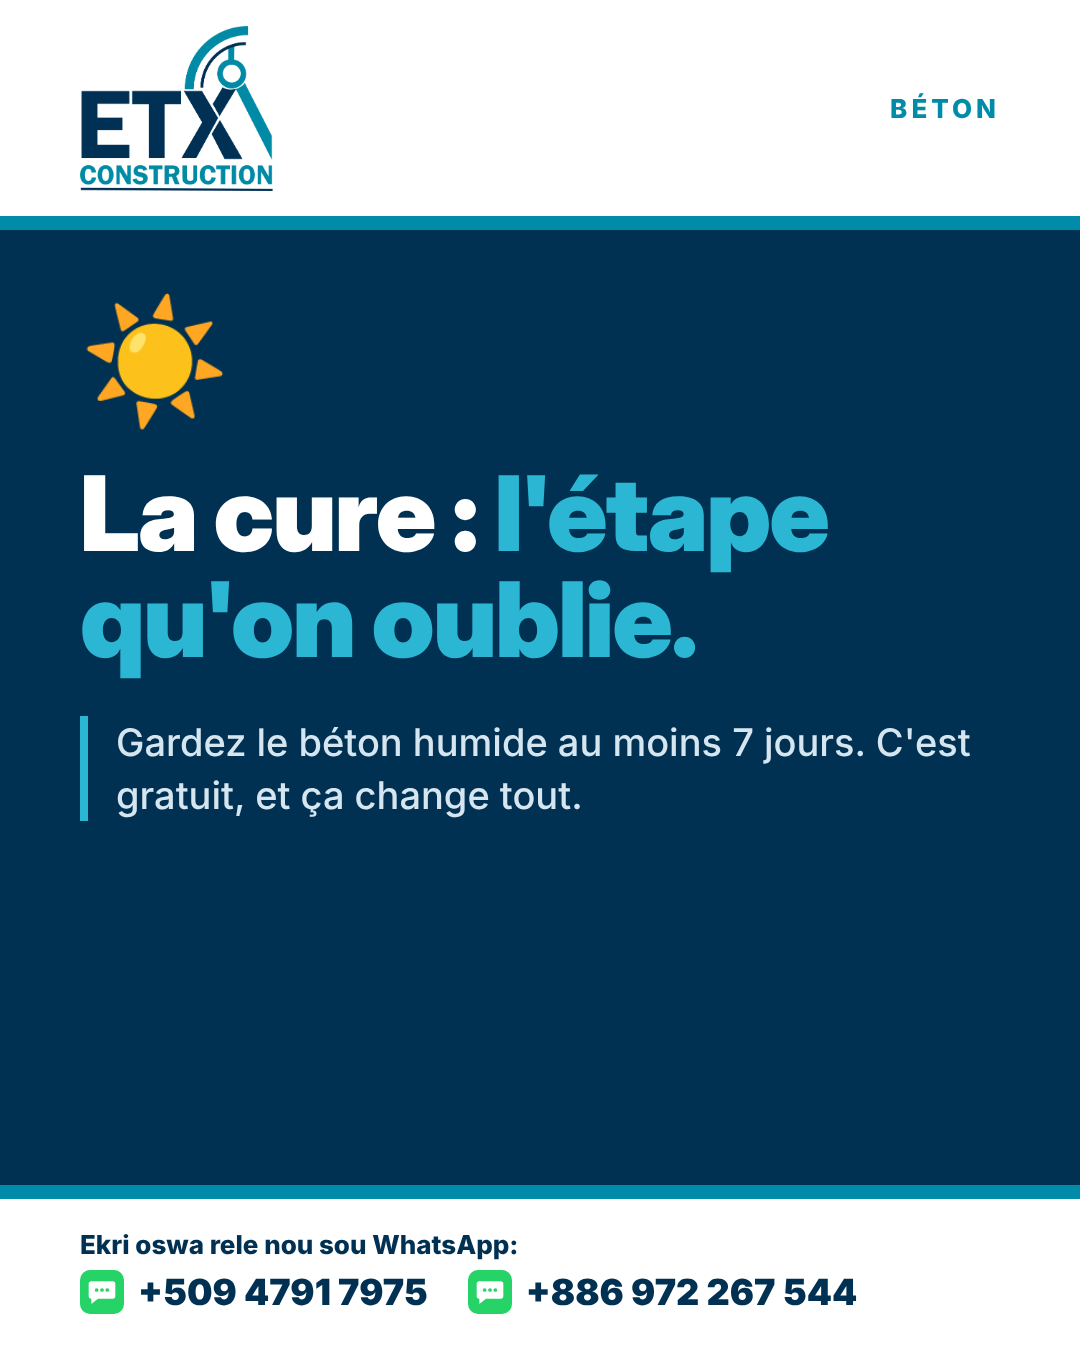 ETX
CONSTRUCTION
BÉTON
La cure : l'étape
qu'on oublie.
Gardez le béton humide au moins 7 jours. C'est
gratuit, et ça change tout.
Ekri oswa rele nou sou WhatsApp:
+509 4791 7975 +886 972 267 544